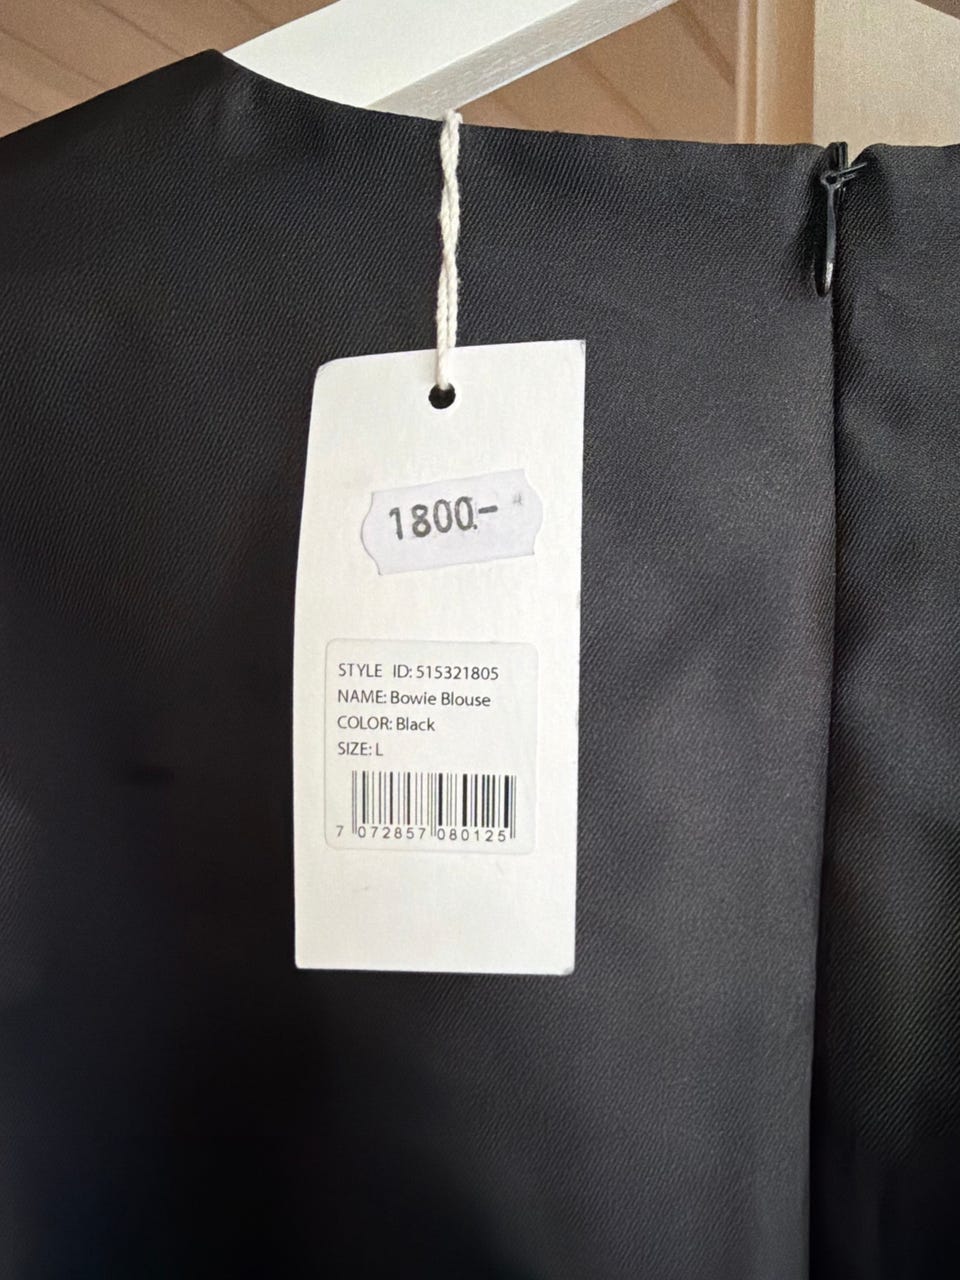 1800.-
STYLE ID: 515321805
NAME: Bowie Blouse
COLOR: Black
SIZE: L
7 072857 080125